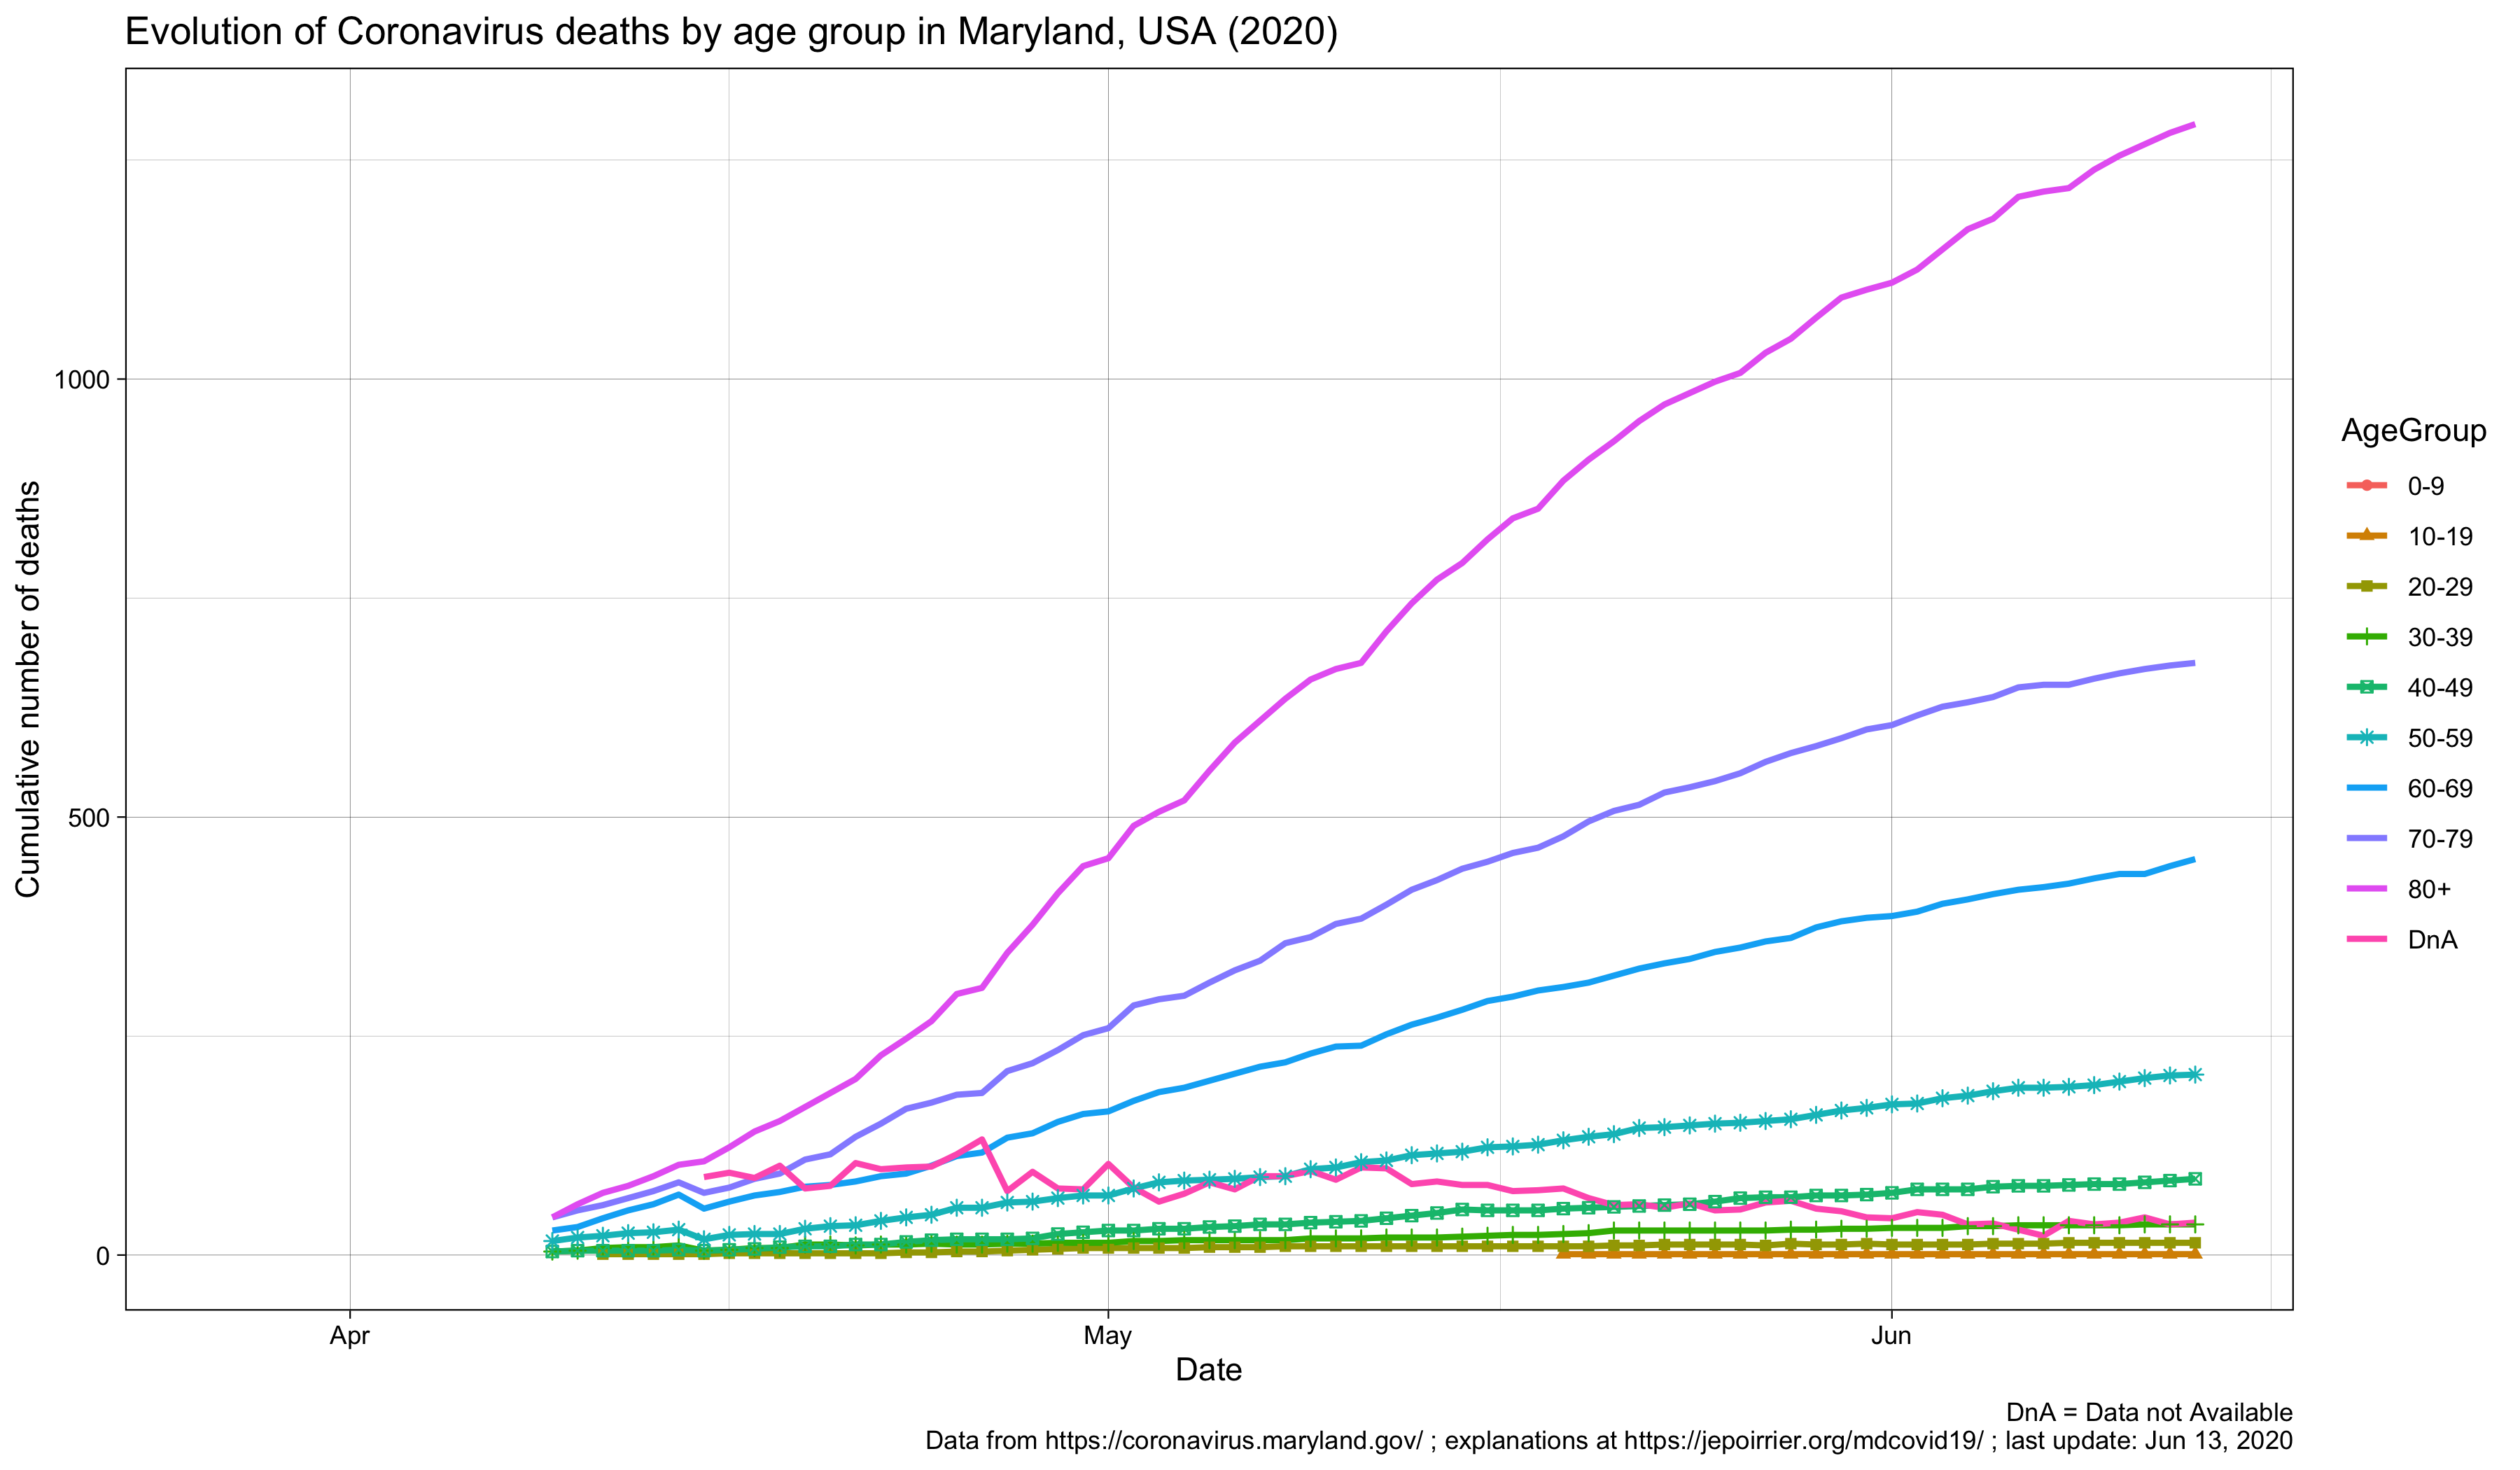 Evolution of Coronavirus deaths by age group in Maryland, USA (2020)
Cumulative number of deaths
1000
500
0
Apr
May
Jun
Date
AgeGroup
0-9
10-19
20-29
30-39
40-49
50-59
60-69
70-79
80+
DnA
DnA = Data not Available
Data from https://coronavirus.maryland.gov/ ; explanations at https://jepoirrier.org/mdcovid19/ ; last update: Jun 13, 2020